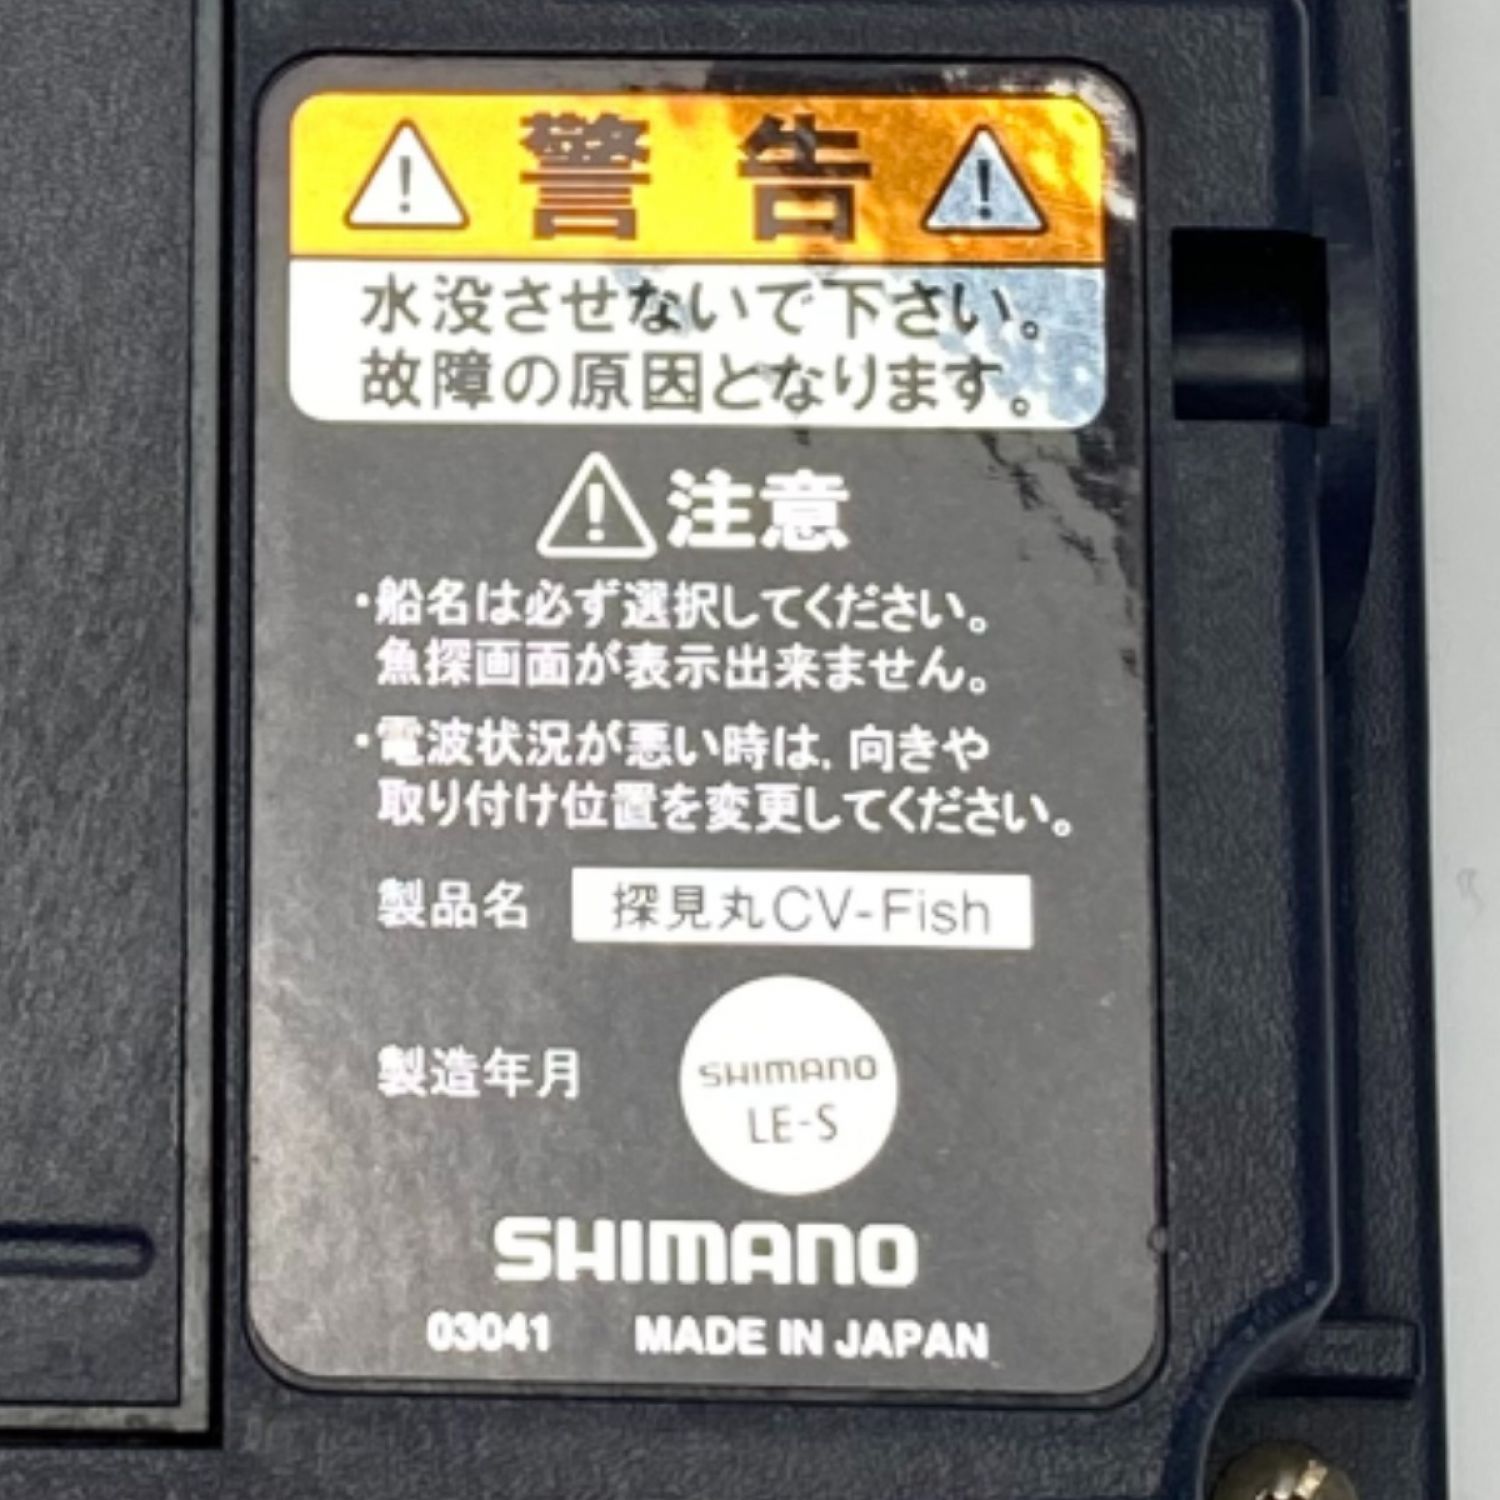 警告
水没させないで下さい。
故障の原因となります。
注意
・船名は必ず選択してください。
魚探画面が表示出来ません。
・電波状況が悪い時は、向きや
取り付け位置を変更してください。
製品名 探見丸CV-Fish
製造年月 SHIMANO
LE-S
SHIMANO
03041 MADE IN JAPAN